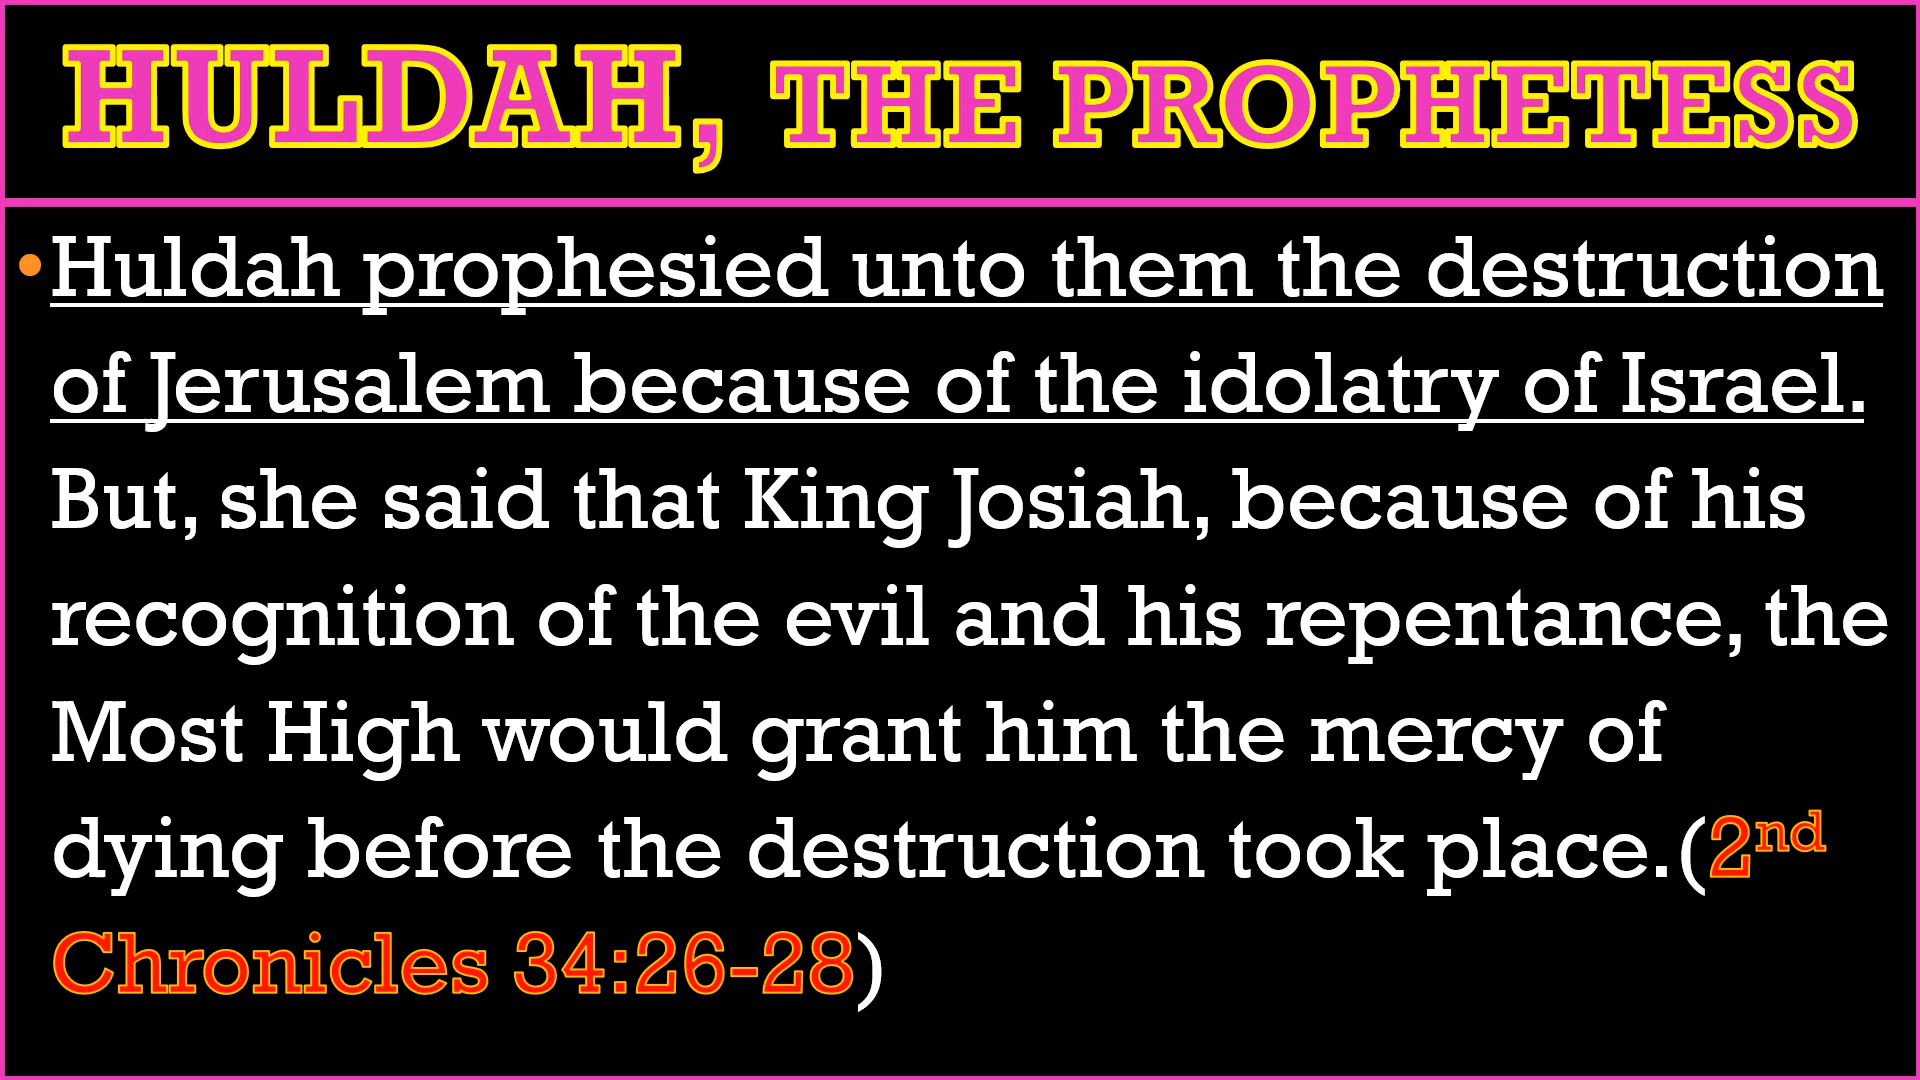 HULDAH, THE PROPHETESS
•Huldah prophesied unto them the destruction
of Jerusalem because of the idolatry of Israel.
But, she said that King Josiah, because of his
recognition of the evil and his repentance, the
Most High would grant him the mercy of
dying before the destruction took place.(2nd
Chronicles 34:26-28)